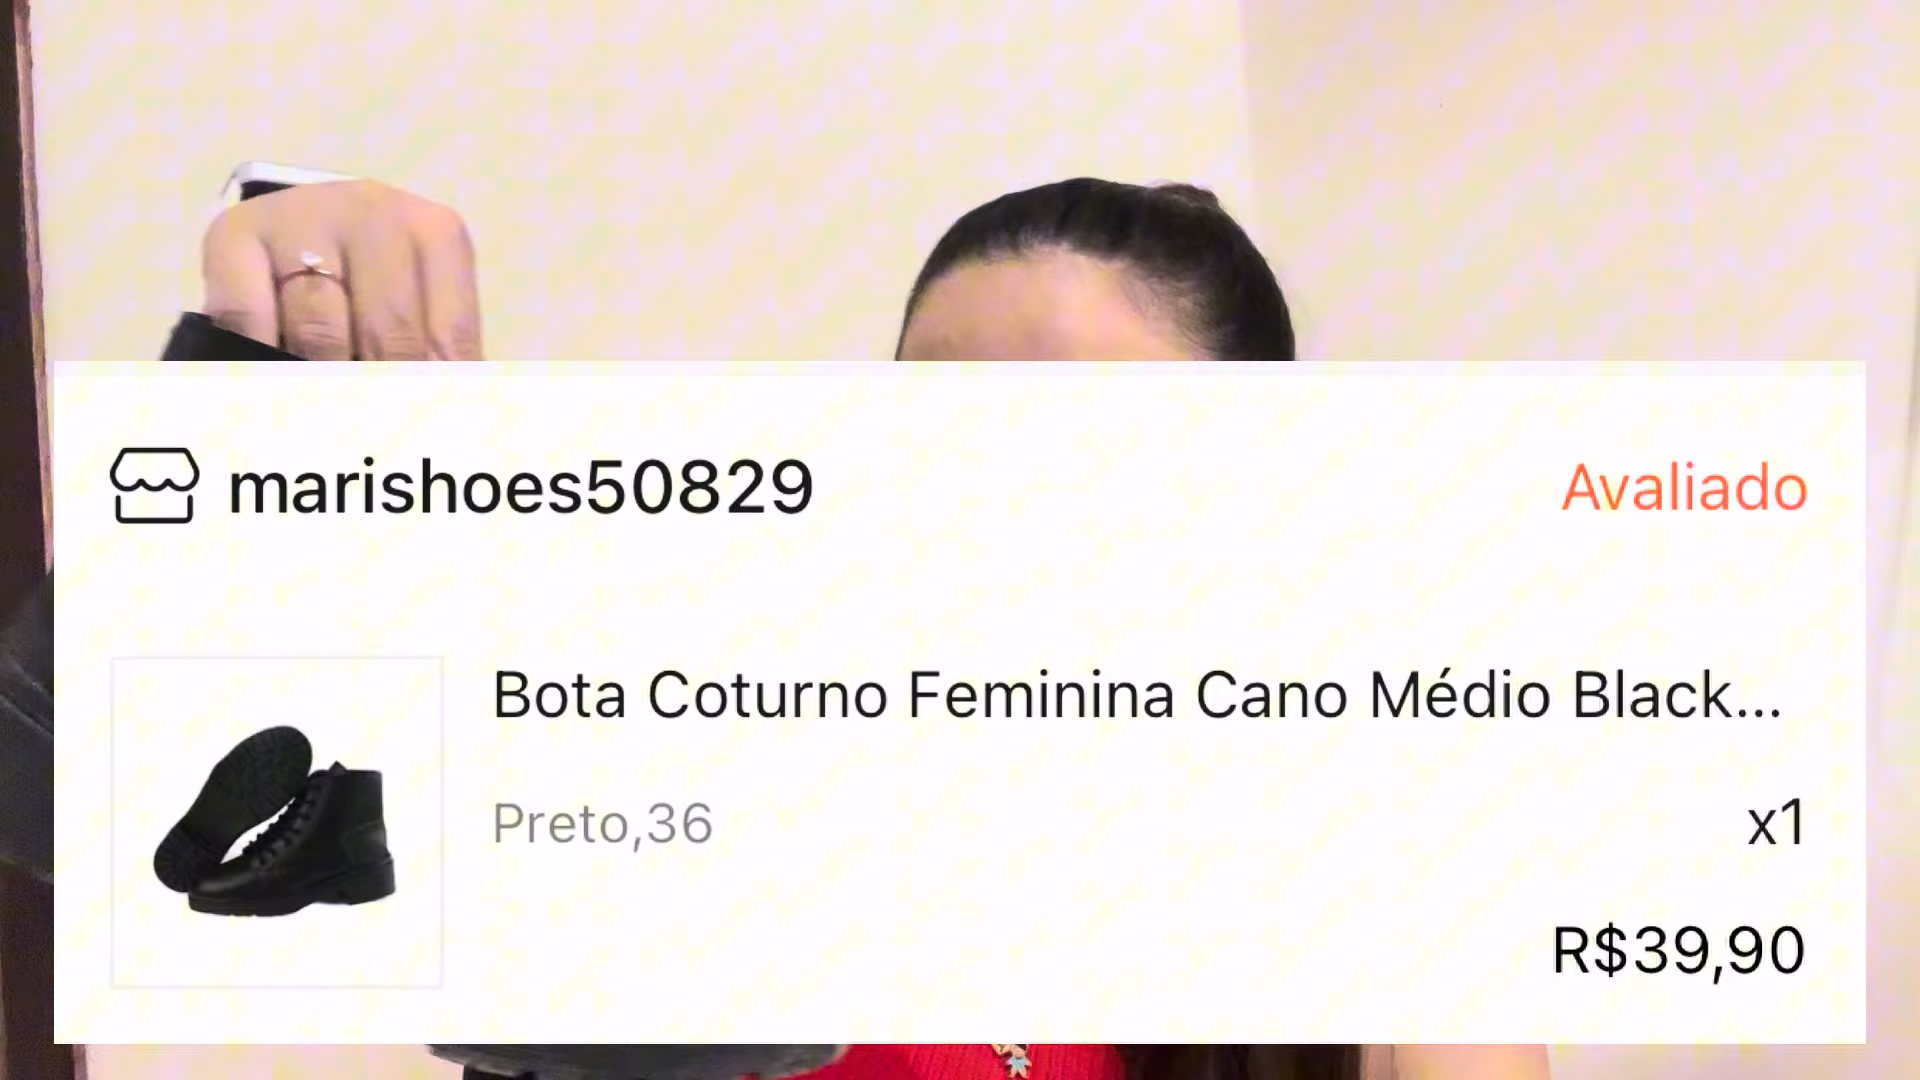 marishoes50829
Avaliado
Bota Coturno Feminina Cano Médio Black...
Preto,36
x1
R$39,90